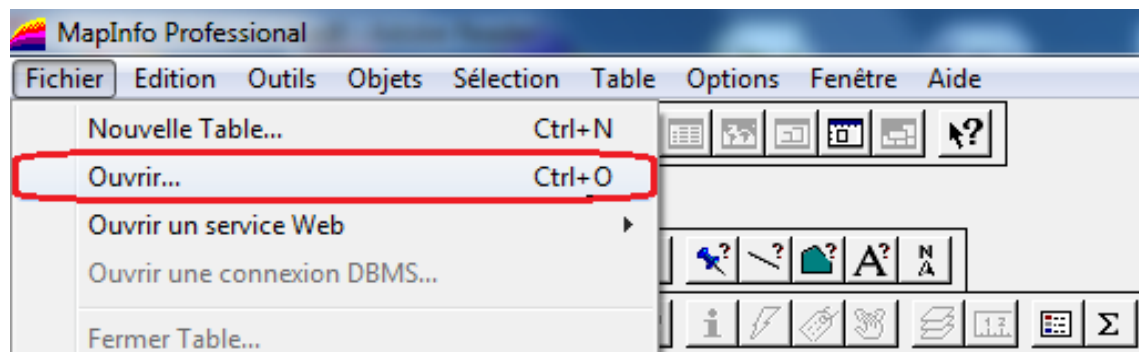 MapInfo Professional
Fichier Edition Outils Objets Sélection Table Options Fenêtre Aide
Nouvelle Table... Ctrl+N
Ouvrir... Ctrl+O
Ouvrir un service Web
Ouvrir une connexion DBMS...
Fermer Table...